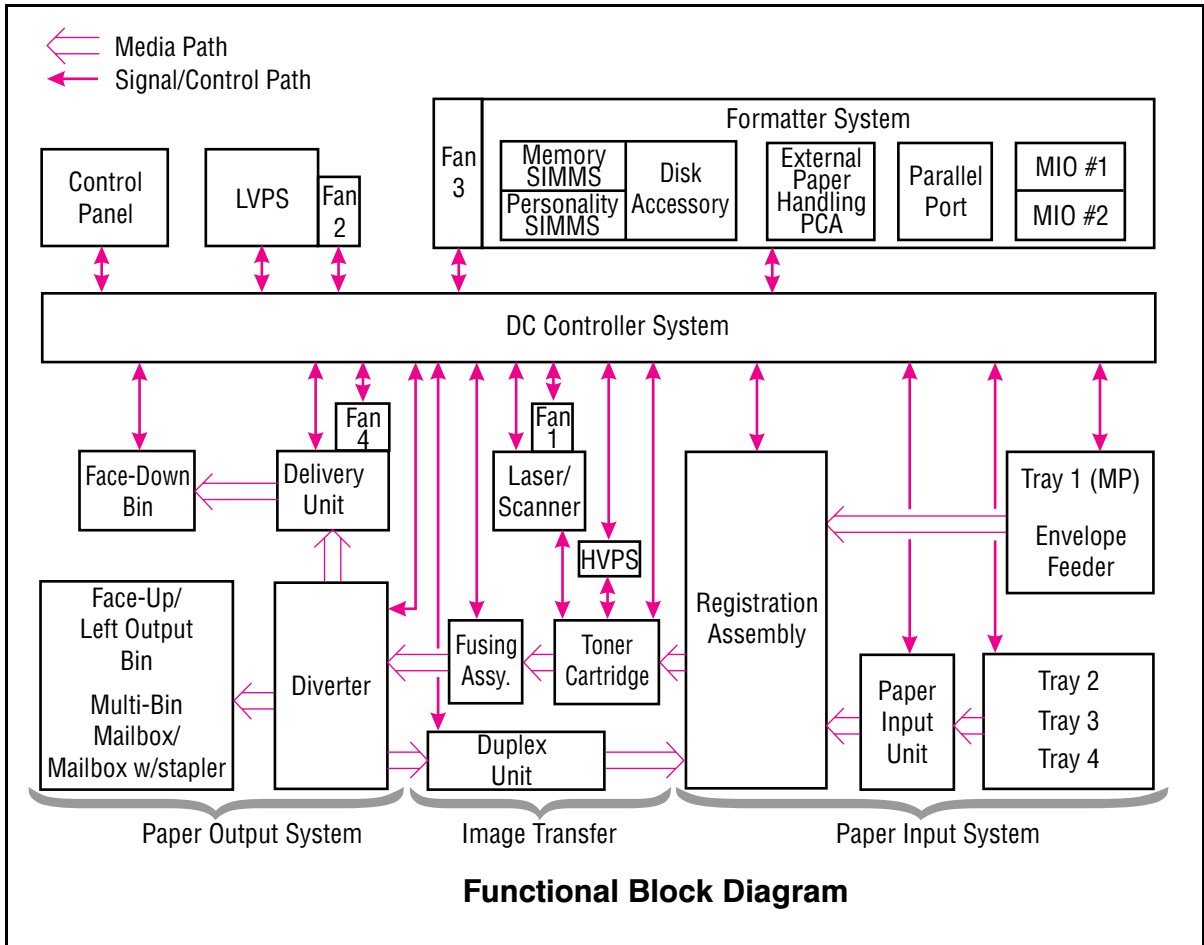 Media Path
Signal/Control Path
Control
Panel
LVPS
Fan
2
Fan
3
Formatter System
Memory
SIMMS
Personality
SIMMS
Disk
Accessory
External
Paper
Handling
PCA
Parallel
Port
MIO #1
MIO #2
DC Controller System
Face-Down
Bin
Fan
4
Delivery
Unit
Fan
1
Laser/
Scanner
HVPS
Registration
Assembly
Tray 1 (MP)
Envelope
Feeder
Face-Up/
Left Output
Bin
Multi-Bin
Mailbox/
Mailbox w/stapler
Diverter
Fusing
Assy.
Toner
Cartridge
Duplex
Unit
Paper
Input
Unit
Tray 2
Tray 3
Tray 4
Paper Output System
Image Transfer
Paper Input System
Functional Block Diagram